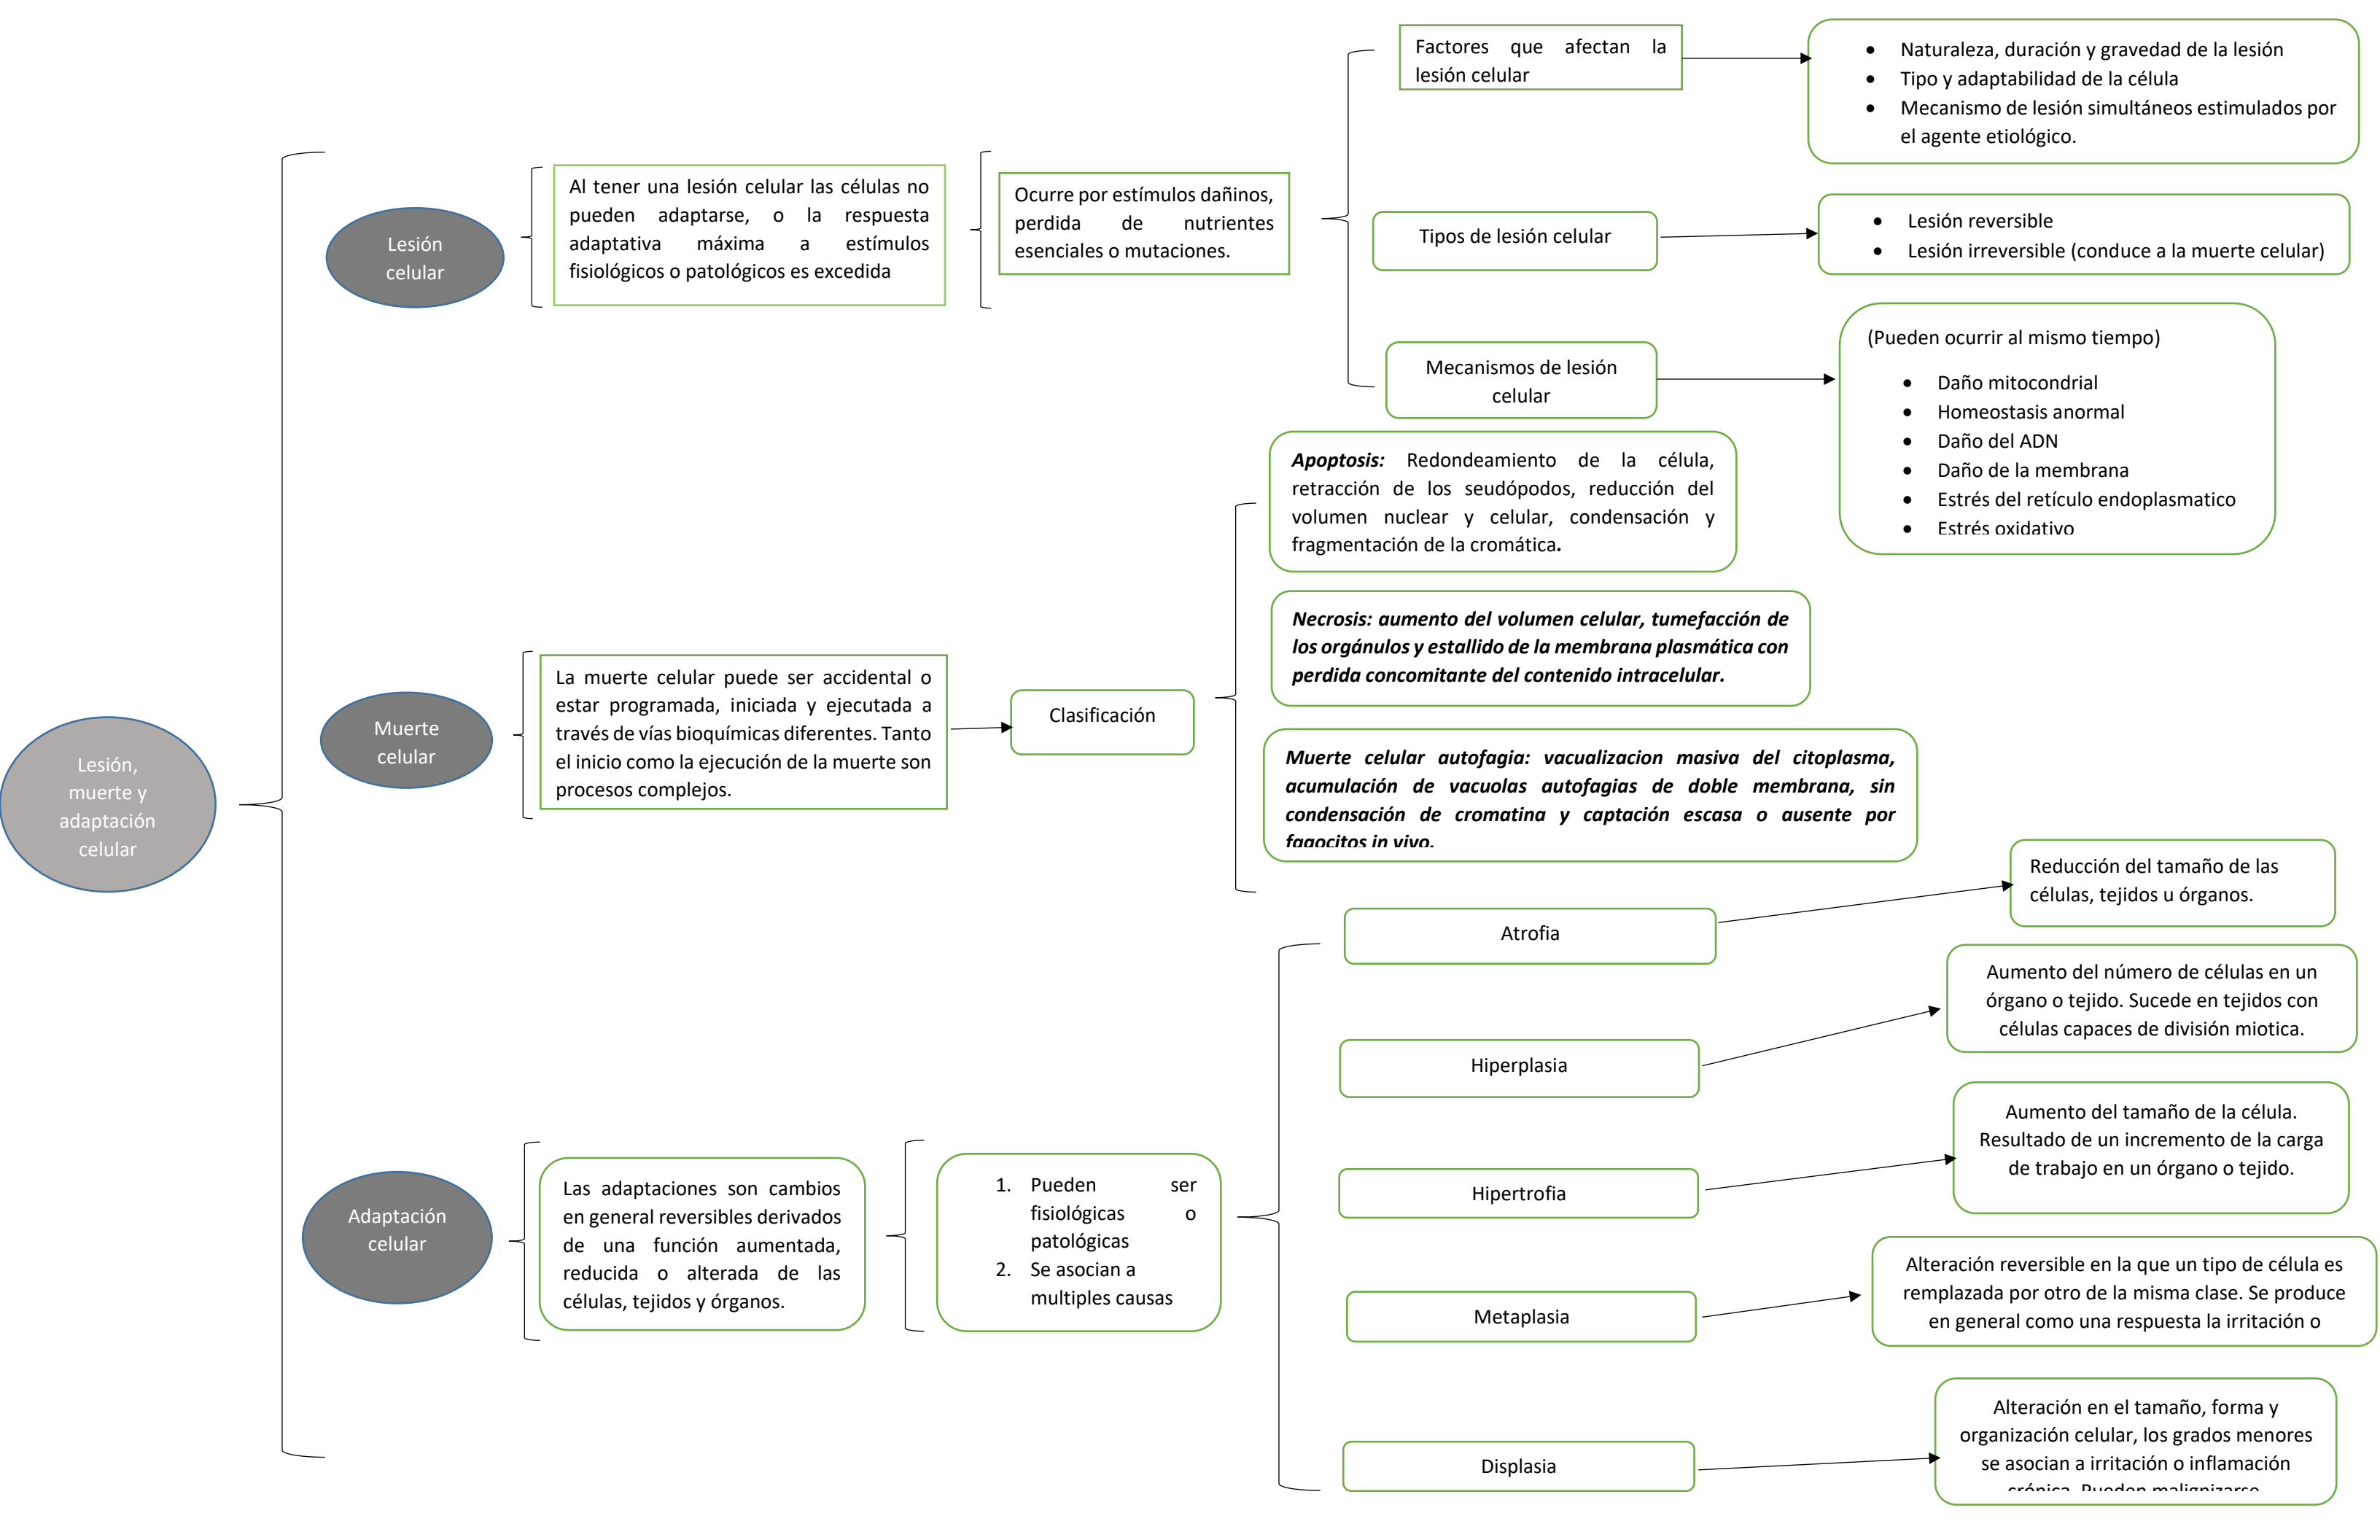 Lesión,
muerte y
adaptación
celular
Lesión
celular
Al tener una lesión celular las células no
pueden adaptarse, o la respuesta
adaptativa máxima a estímulos
fisiológicos o patológicos es excedida
Ocurre por estímulos dañinos,
perdida de nutrientes
esenciales o mutaciones.
Factores que afectan la
lesión celular
• Naturaleza, duración y gravedad de la lesión
• Tipo y adaptabilidad de la célula
• Mecanismo de lesión simultáneos estimulados por
el agente etiológico.
Tipos de lesión celular
• Lesión reversible
• Lesión irreversible (conduce a la muerte celular)
Mecanismos de lesión
celular
(Pueden ocurrir al mismo tiempo)
• Daño mitocondrial
• Homeostasis anormal
• Daño del ADN
• Daño de la membrana
• Estrés del retículo endoplasmatico
• Estrés oxidativo
Muerte
celular
La muerte celular puede ser accidental o
estar programada, iniciada y ejecutada a
través de vías bioquímicas diferentes. Tanto
el inicio como la ejecución de la muerte son
procesos complejos.
Clasificación
Apoptosis: Redondeamiento de la célula,
retracción de los seudópodos, reducción del
volumen nuclear y celular, condensación y
fragmentación de la cromática.
Necrosis: aumento del volumen celular, tumefacción de
los orgánulos y estallido de la membrana plasmática con
perdida concomitante del contenido intracelular.
Muerte celular autofagia: vacualizacion masiva del citoplasma,
acumulación de vacuolas autofagias de doble membrana, sin
condensación de cromatina y captación escasa o ausente por
fagocitos in vivo.
Adaptación
celular
Las adaptaciones son cambios
en general reversibles derivados
de una función aumentada,
reducida o alterada de las
células, tejidos y órganos.
1. Pueden ser
fisiológicas o
patológicas
2. Se asocian a
multiples causas
Atrofia
Reducción del tamaño de las
células, tejidos u órganos.
Hiperplasia
Aumento del número de células en un
órgano o tejido. Sucede en tejidos con
células capaces de división miotica.
Hipertrofia
Aumento del tamaño de la célula.
Resultado de un incremento de la carga
de trabajo en un órgano o tejido.
Metaplasia
Alteración reversible en la que un tipo de célula es
remplazada por otro de la misma clase. Se produce
en general como una respuesta la irritación o
Displasia
Alteración en el tamaño, forma y
organización celular, los grados menores
se asocian a irritación o inflamación
crónica. Pueden malignizarse